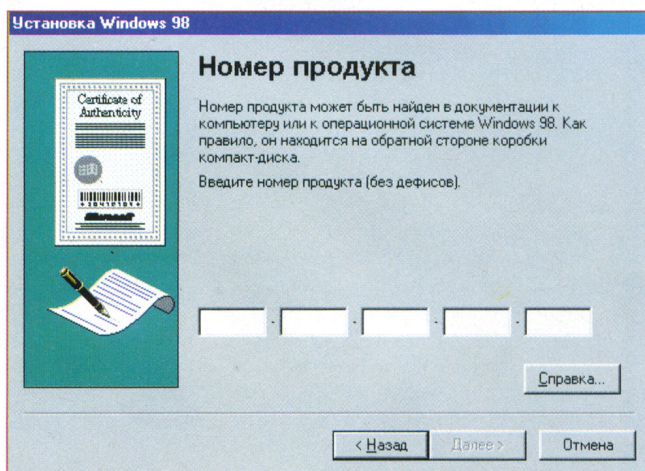 Установка Windows 98
Номер продукта
Certificate of
Authenticity
Номер продукта может быть найден в документации к
компьютеру или к операционной системе Windows 98. Как
правило, он находится на обратной стороне коробки
компакт-диска.
Введите номер продукта (без дефисов).
Microsoft
- - - -
Справка...
< Назад
Далее >
Отмена